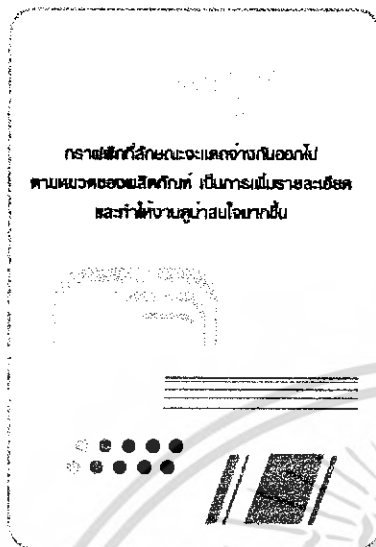 กราฟฟิกที่ลักษณะจะแตกต่างกันออกไป
ตามหมวดของผลิตภัณฑ์ เป็นการเพิ่มรายละเอียด
และทำให้งานดูน่าสนใจมากขึ้น